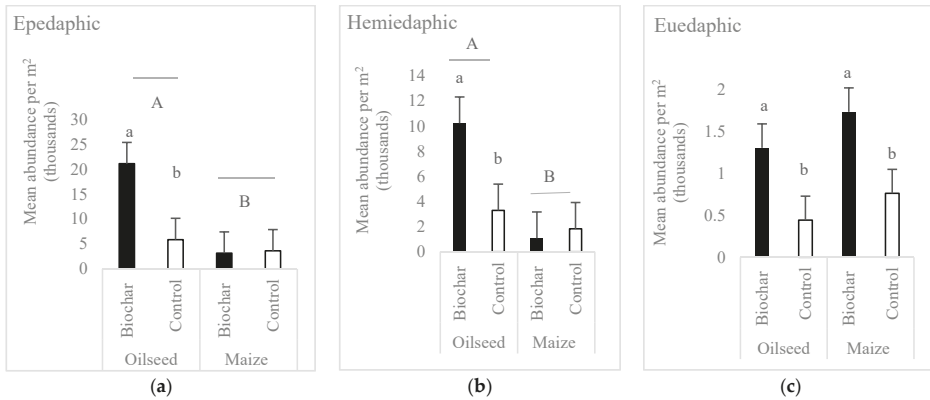 Epedaphic
Mean abundance per m²
(thousands)
30
25
20
15
10
5
0
A
a
b
B
Biochar
Control
Biochar
Control
Oilseed
Maize
(a)
Hemiedaphic
Mean abundance per m²
(thousands)
14
12
10
8
6
4
2
0
A
a
b
B
Biochar
Control
Biochar
Control
Oilseed
Maize
(b)
Euedaphic
Mean abundance per m²
(thousands)
2
1.5
1
0.5
0
a
b
a
b
Biochar
Control
Biochar
Control
Oilseed
Maize
(c)